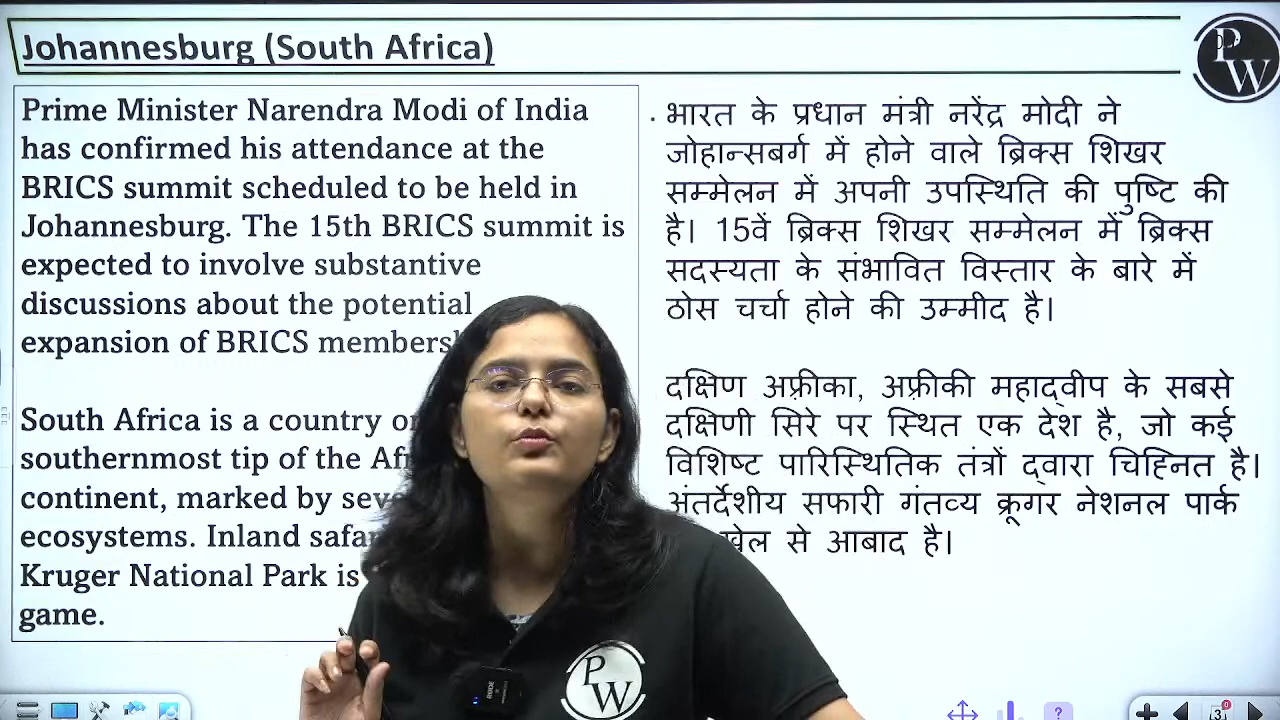 Johannesburg (South Africa)
PW
Prime Minister Narendra Modi of India
has confirmed his attendance at the
BRICS summit scheduled to be held in
Johannesburg. The 15th BRICS summit is
expected to involve substantive
discussions about the potential
expansion of BRICS
South Africa is a country
southernmost tip of the
continent, marked by
ecosystems. Inland
Kruger National Park is
game.
भारत के प्रधान मंत्री नरेंद्र मोदी ने
जोहान्सबर्ग में होने वाले ब्रिक्स शिखर
सम्मेलन में अपनी उपस्थिति की पुष्टि की
है। 15वें ब्रिक्स शिखर सम्मेलन में ब्रिक्स
सदस्यता के संभावित विस्तार के बारे में
ठोस चर्चा होने की उम्मीद है।
दक्षिण अफ़्रीका, अफ़्रीकी महाद्वीप के सबसे
दक्षिणी सिरे पर स्थित एक देश है, जो कई
विशिष्ट पारिस्थितिक तंत्रों द्वारा चिह्नित है।
अंतर्देशीय सफारी गंतव्य क्रूगर नेशनल पार्क
खेल से आबाद है।
PW